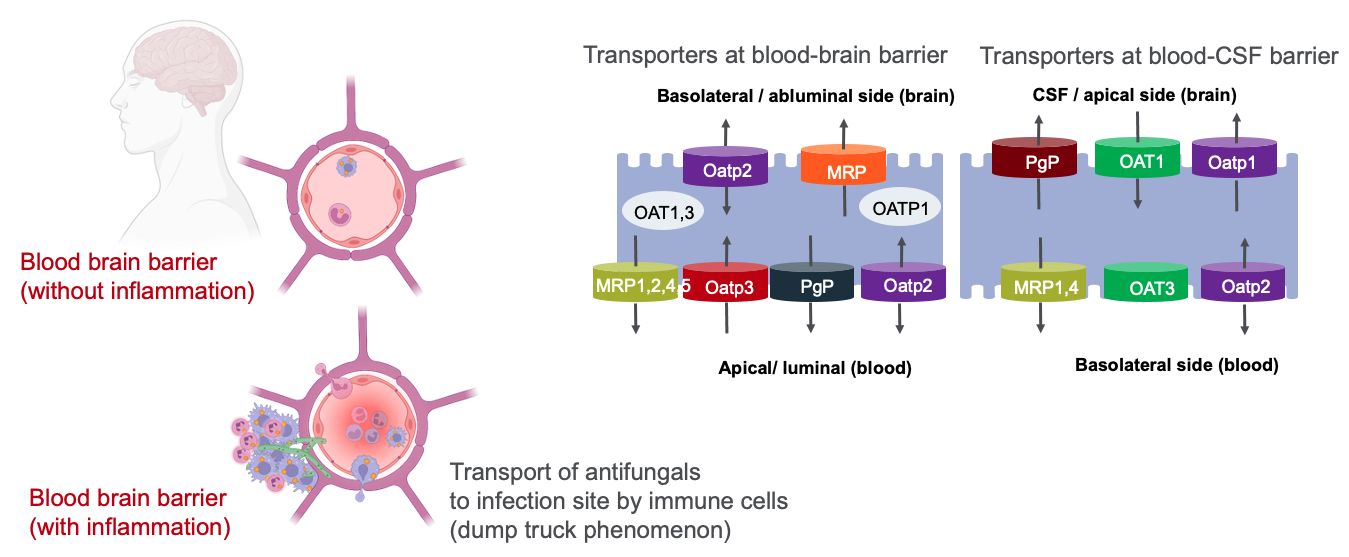 Transporters at blood-brain barrier
Basolateral / abluminal side (brain)
Oatp2
MRP
OAT1,3
OATP1
MRP1,2,4-5
Oatp3
PgP
Oatp2
Apical/ luminal (blood)
Transporters at blood-CSF barrier
CSF / apical side (brain)
PgP
OAT1
Oatp1
MRP1,4
OAT3
Oatp2
Basolateral side (blood)
Blood brain barrier
(without inflammation)
Blood brain barrier
(with inflammation)
Transport of antifungals
to infection site by immune cells
(dump truck phenomenon)